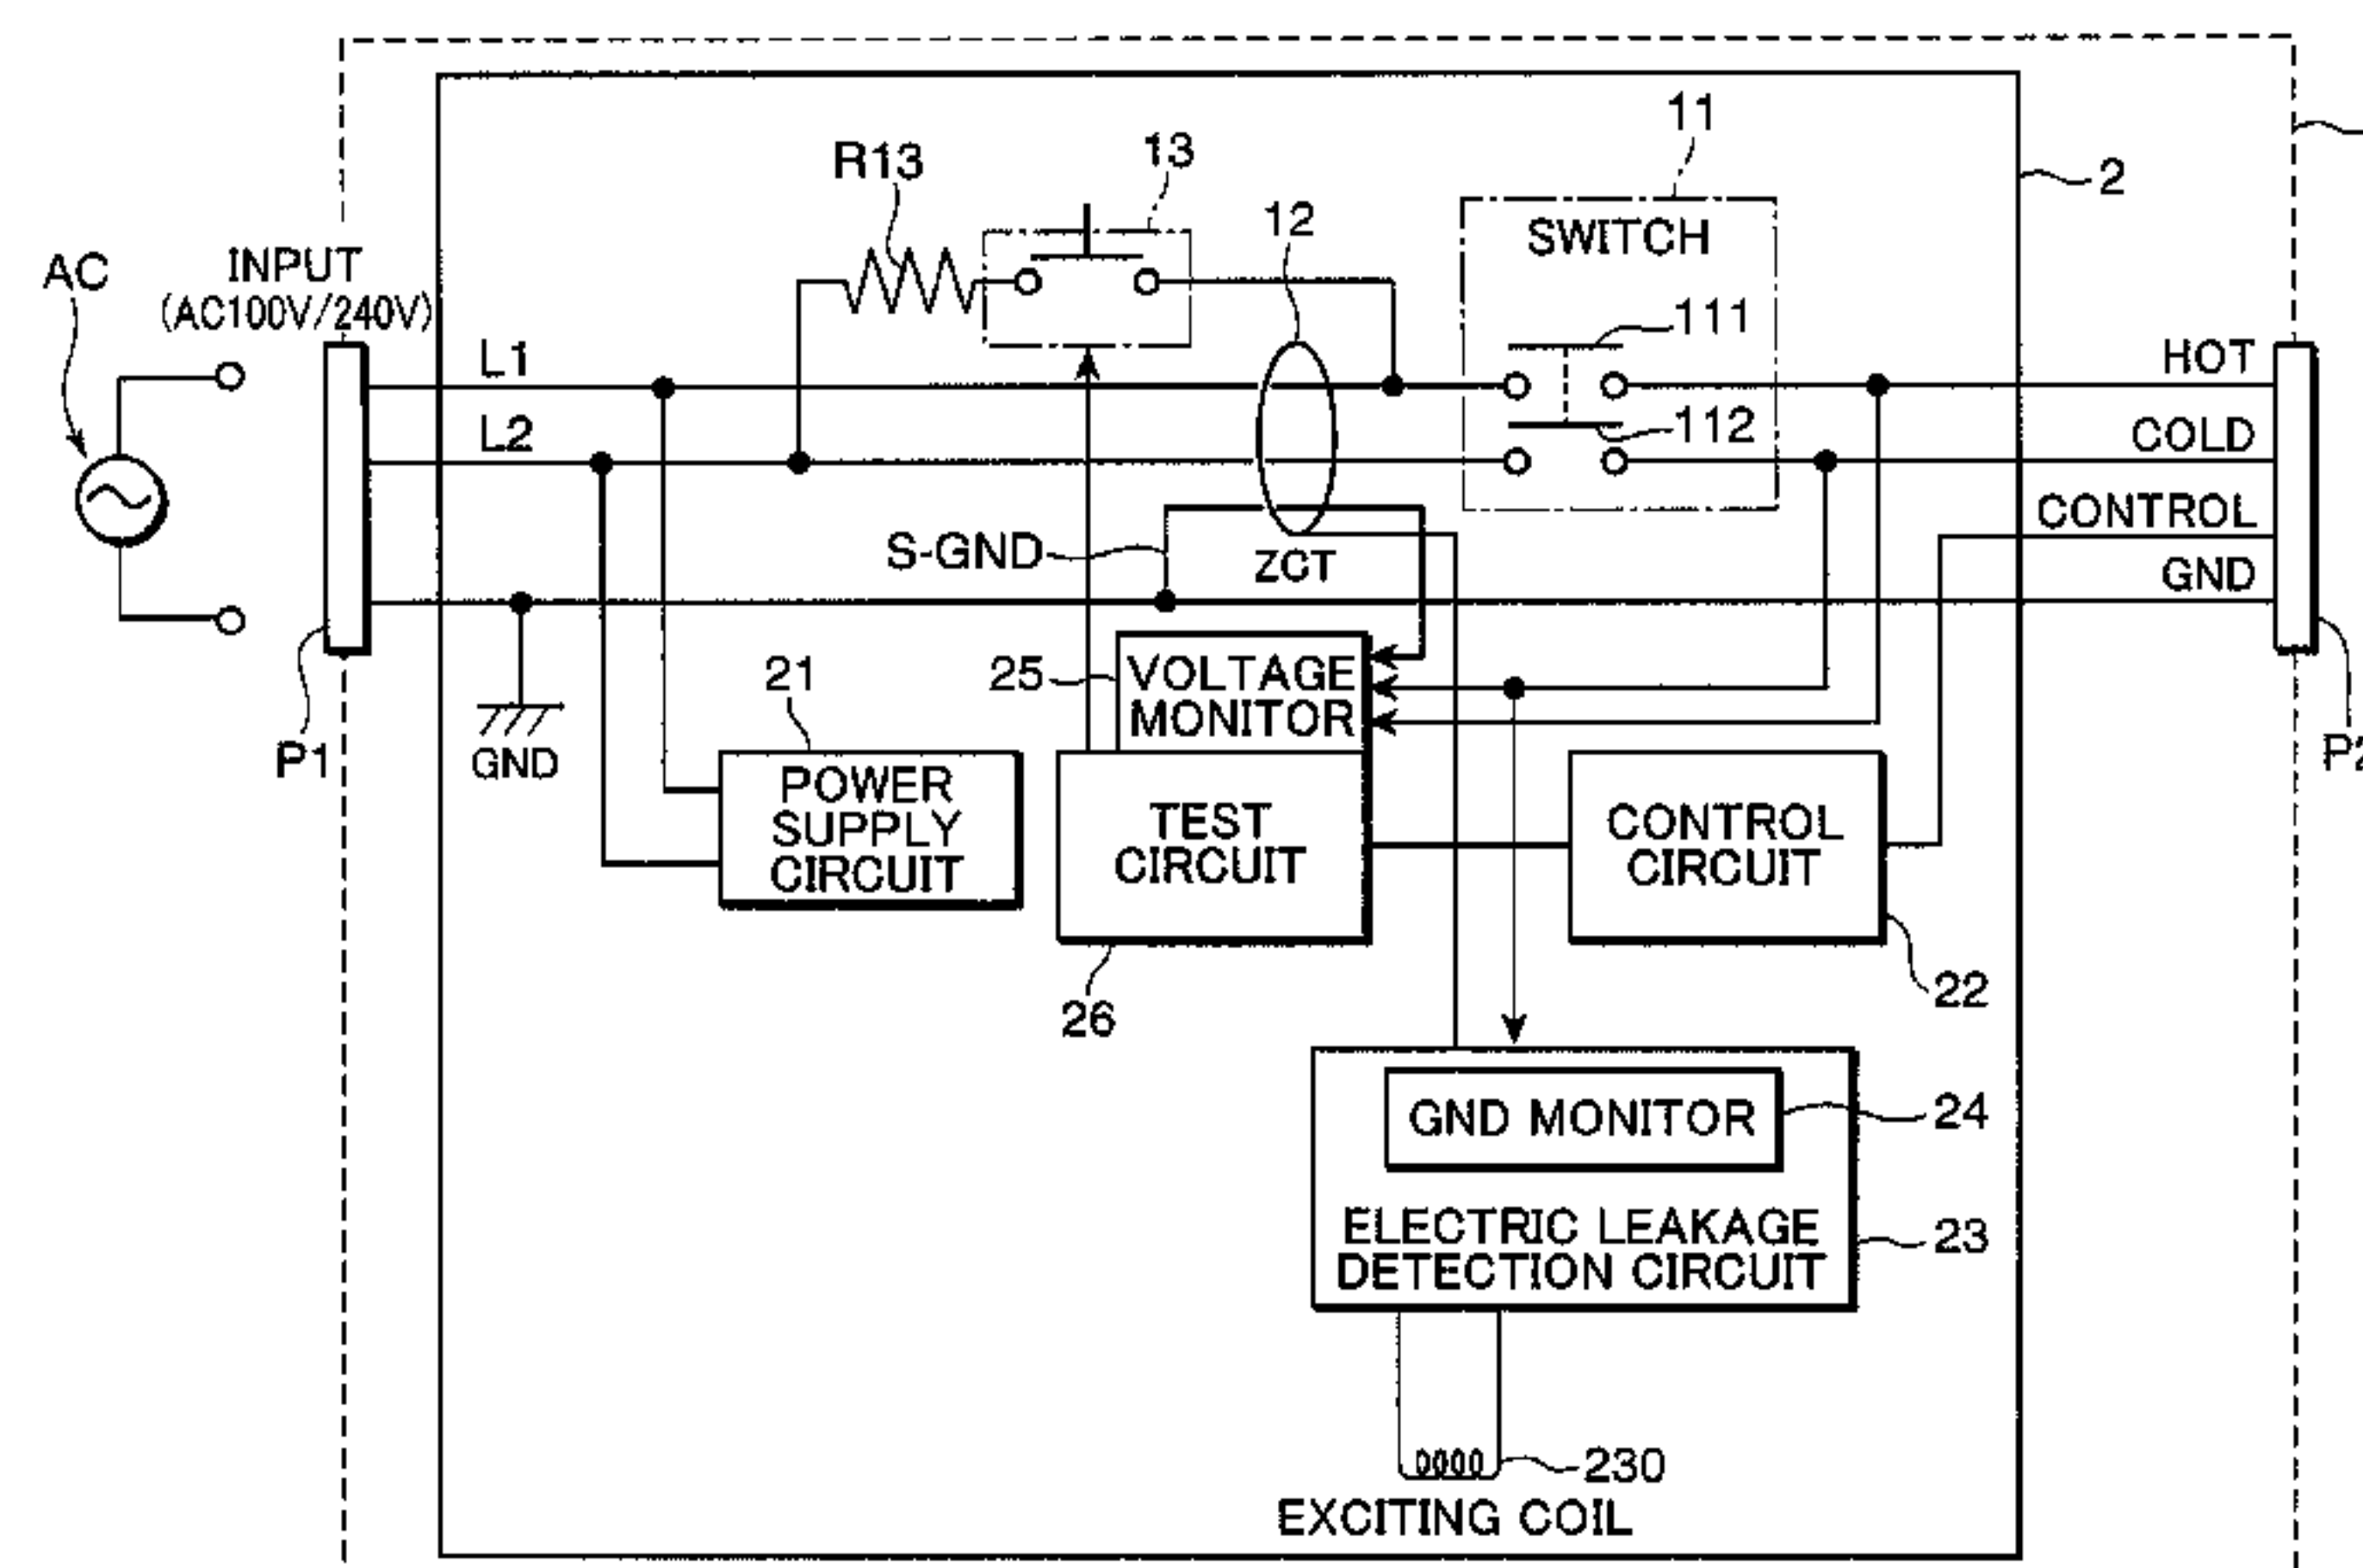 11
13
R13
2
12
SWITCH
AC
INPUT
(AC100V/240V)
111
L1
HOT
L2
112
COLD
CONTROL
S-GND
ZCT
GND
25
VOLTAGE
MONITOR
21
P1
GND
POWER
SUPPLY
CIRCUIT
TEST
CIRCUIT
CONTROL
CIRCUIT
22
26
GND MONITOR
24
ELECTRIC LEAKAGE
DETECTION CIRCUIT
23
230
EXCITING COIL